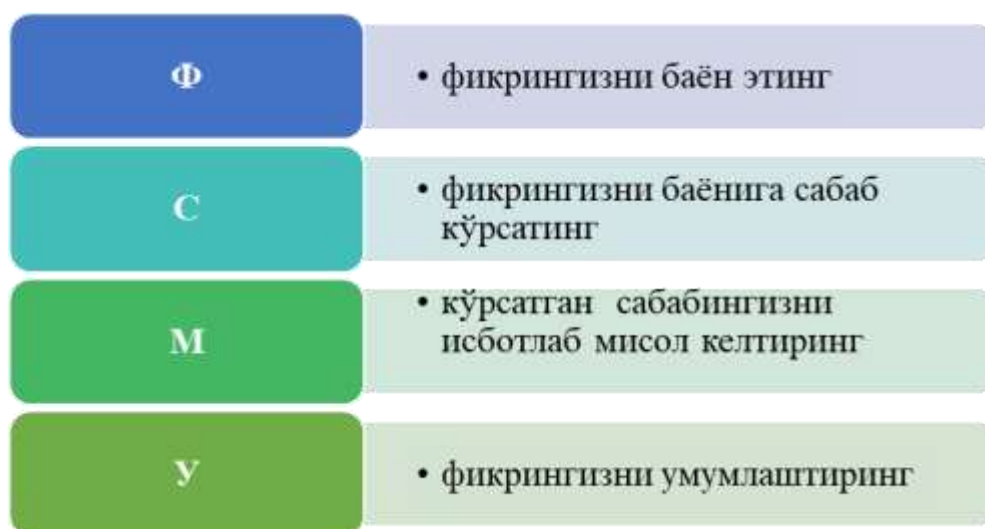 Ф
• фикрингизни баён этинг
С
• фикрингизни баёнига сабаб
кўрсатинг
М
• кўрсатган сабабингизни
исботлаб мисол келтиринг
У
• фикрингизни умумлаштиринг